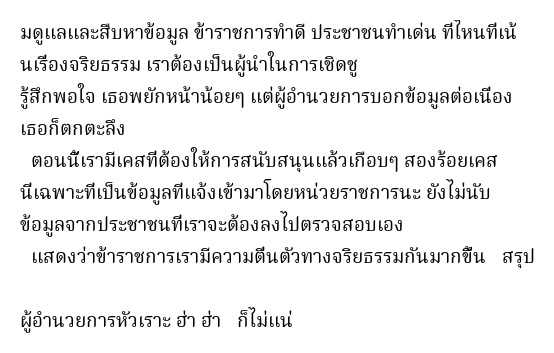 มดูแลและสืบหาข้อมูล ข้าราชการทำดี ประชาชนทำเด่น ที่ไหนที่เน้
นเรื่องจริยธรรม เราต้องเป็นผู้นำในการเชิดชู
รู้สึกพอใจ เธอพยักหน้าน้อยๆ แต่ผู้อำนวยการบอกข้อมูลต่อเนื่อง
เธอก็ตกตะลึง
ตอนนี้เรามีเคสที่ต้องให้การสนับสนุนแล้วเกือบๆ สองร้อยเคส
นี่เฉพาะที่เป็นข้อมูลที่แจ้งเข้ามาโดยหน่วยราชการนะ ยังไม่นับ
ข้อมูลจากประชาชนที่เราจะต้องลงไปตรวจสอบเอง
แสดงว่าข้าราชการเรามีความตื่นตัวทางจริยธรรมกันมากขึ้น สรุป
ผู้อำนวยการหัวเราะ ฮ่า ฮ่า ก็ไม่แน่